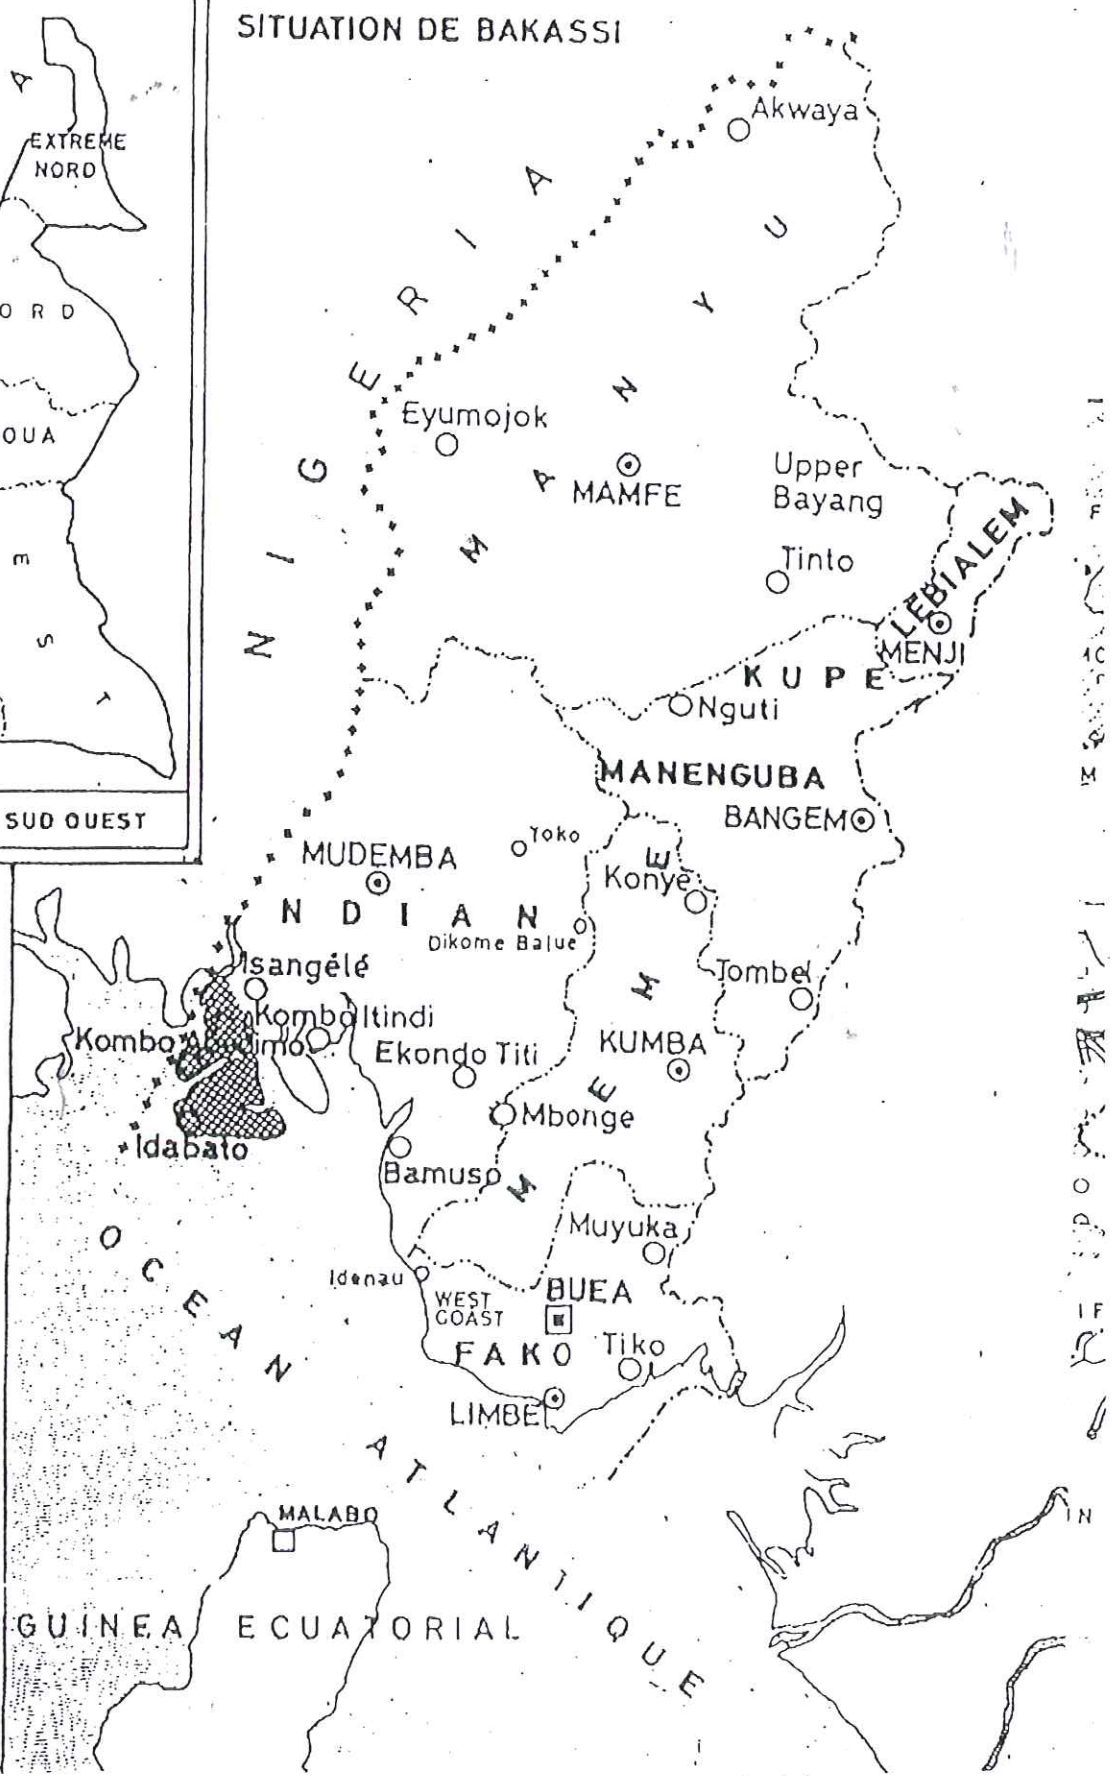 SITUATION DE BAKASSI
EXTREME
NORD
ORD
OUA
EST
SUD OUEST
NIGERIA
MANYU
Akwaya
Eyumojok
MAMFE
Upper
Bayang
Tinto
LEBIALEM
MENJI
KUPE
Nguti
MANENGUBA
BANGEM
MUDEMBA
Yoko
NDIAN
Dikome Balue
MEME
Konye
Isangélé
Tombel
Kombo Itindi
Kombo
Ekondo Titi
KUMBA
Mbonge
Idabato
Bamuso
Muyuka
Idenau
WEST
COAST
BUEA
FAKO
Tiko
LIMBE
OCEAN ATLANTIQUE
MALABO
GUINEA ECUATORIAL